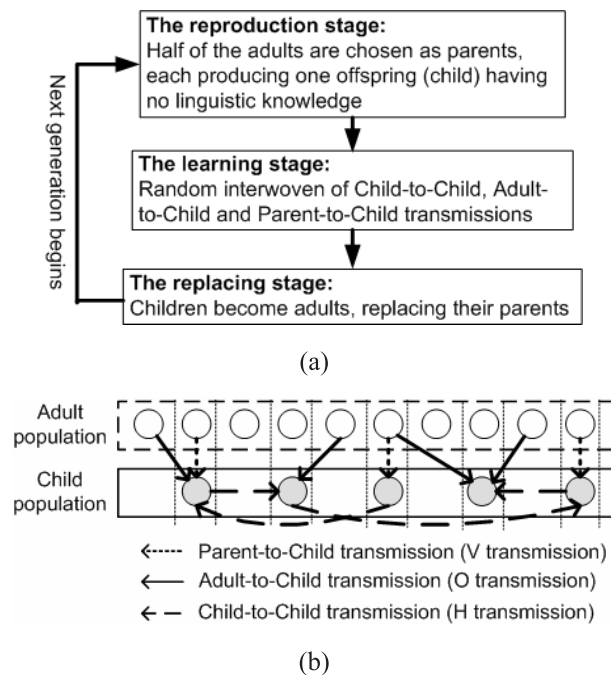 The reproduction stage:
Half of the adults are chosen as parents,
each producing one offspring (child) having
no linguistic knowledge
Next generation begins
The learning stage:
Random interwoven of Child-to-Child, Adult-
to-Child and Parent-to-Child transmissions
The replacing stage:
Children become adults, replacing their parents
(a)
Adult
population
Child
population
Parent-to-Child transmission (V transmission)
Adult-to-Child transmission (O transmission)
Child-to-Child transmission (H transmission)
(b)